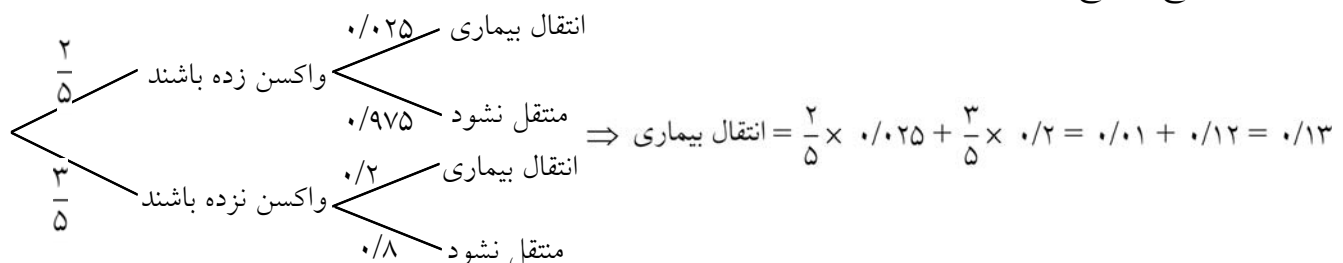 ۰/۰۲۵ انتقال بیماری
۲/۵ واکسن زده باشند
۰/۹۷۵ منتقل نشود
⇒ انتقال بیماری = ۲/۵ × ۰/۰۲۵ + ۳/۵ × ۰/۲ = ۰/۰۱ + ۰/۱۲ = ۰/۱۳
۰/۲ انتقال بیماری
۳/۵ واکسن نزده باشند
۰/۸ منتقل نشود